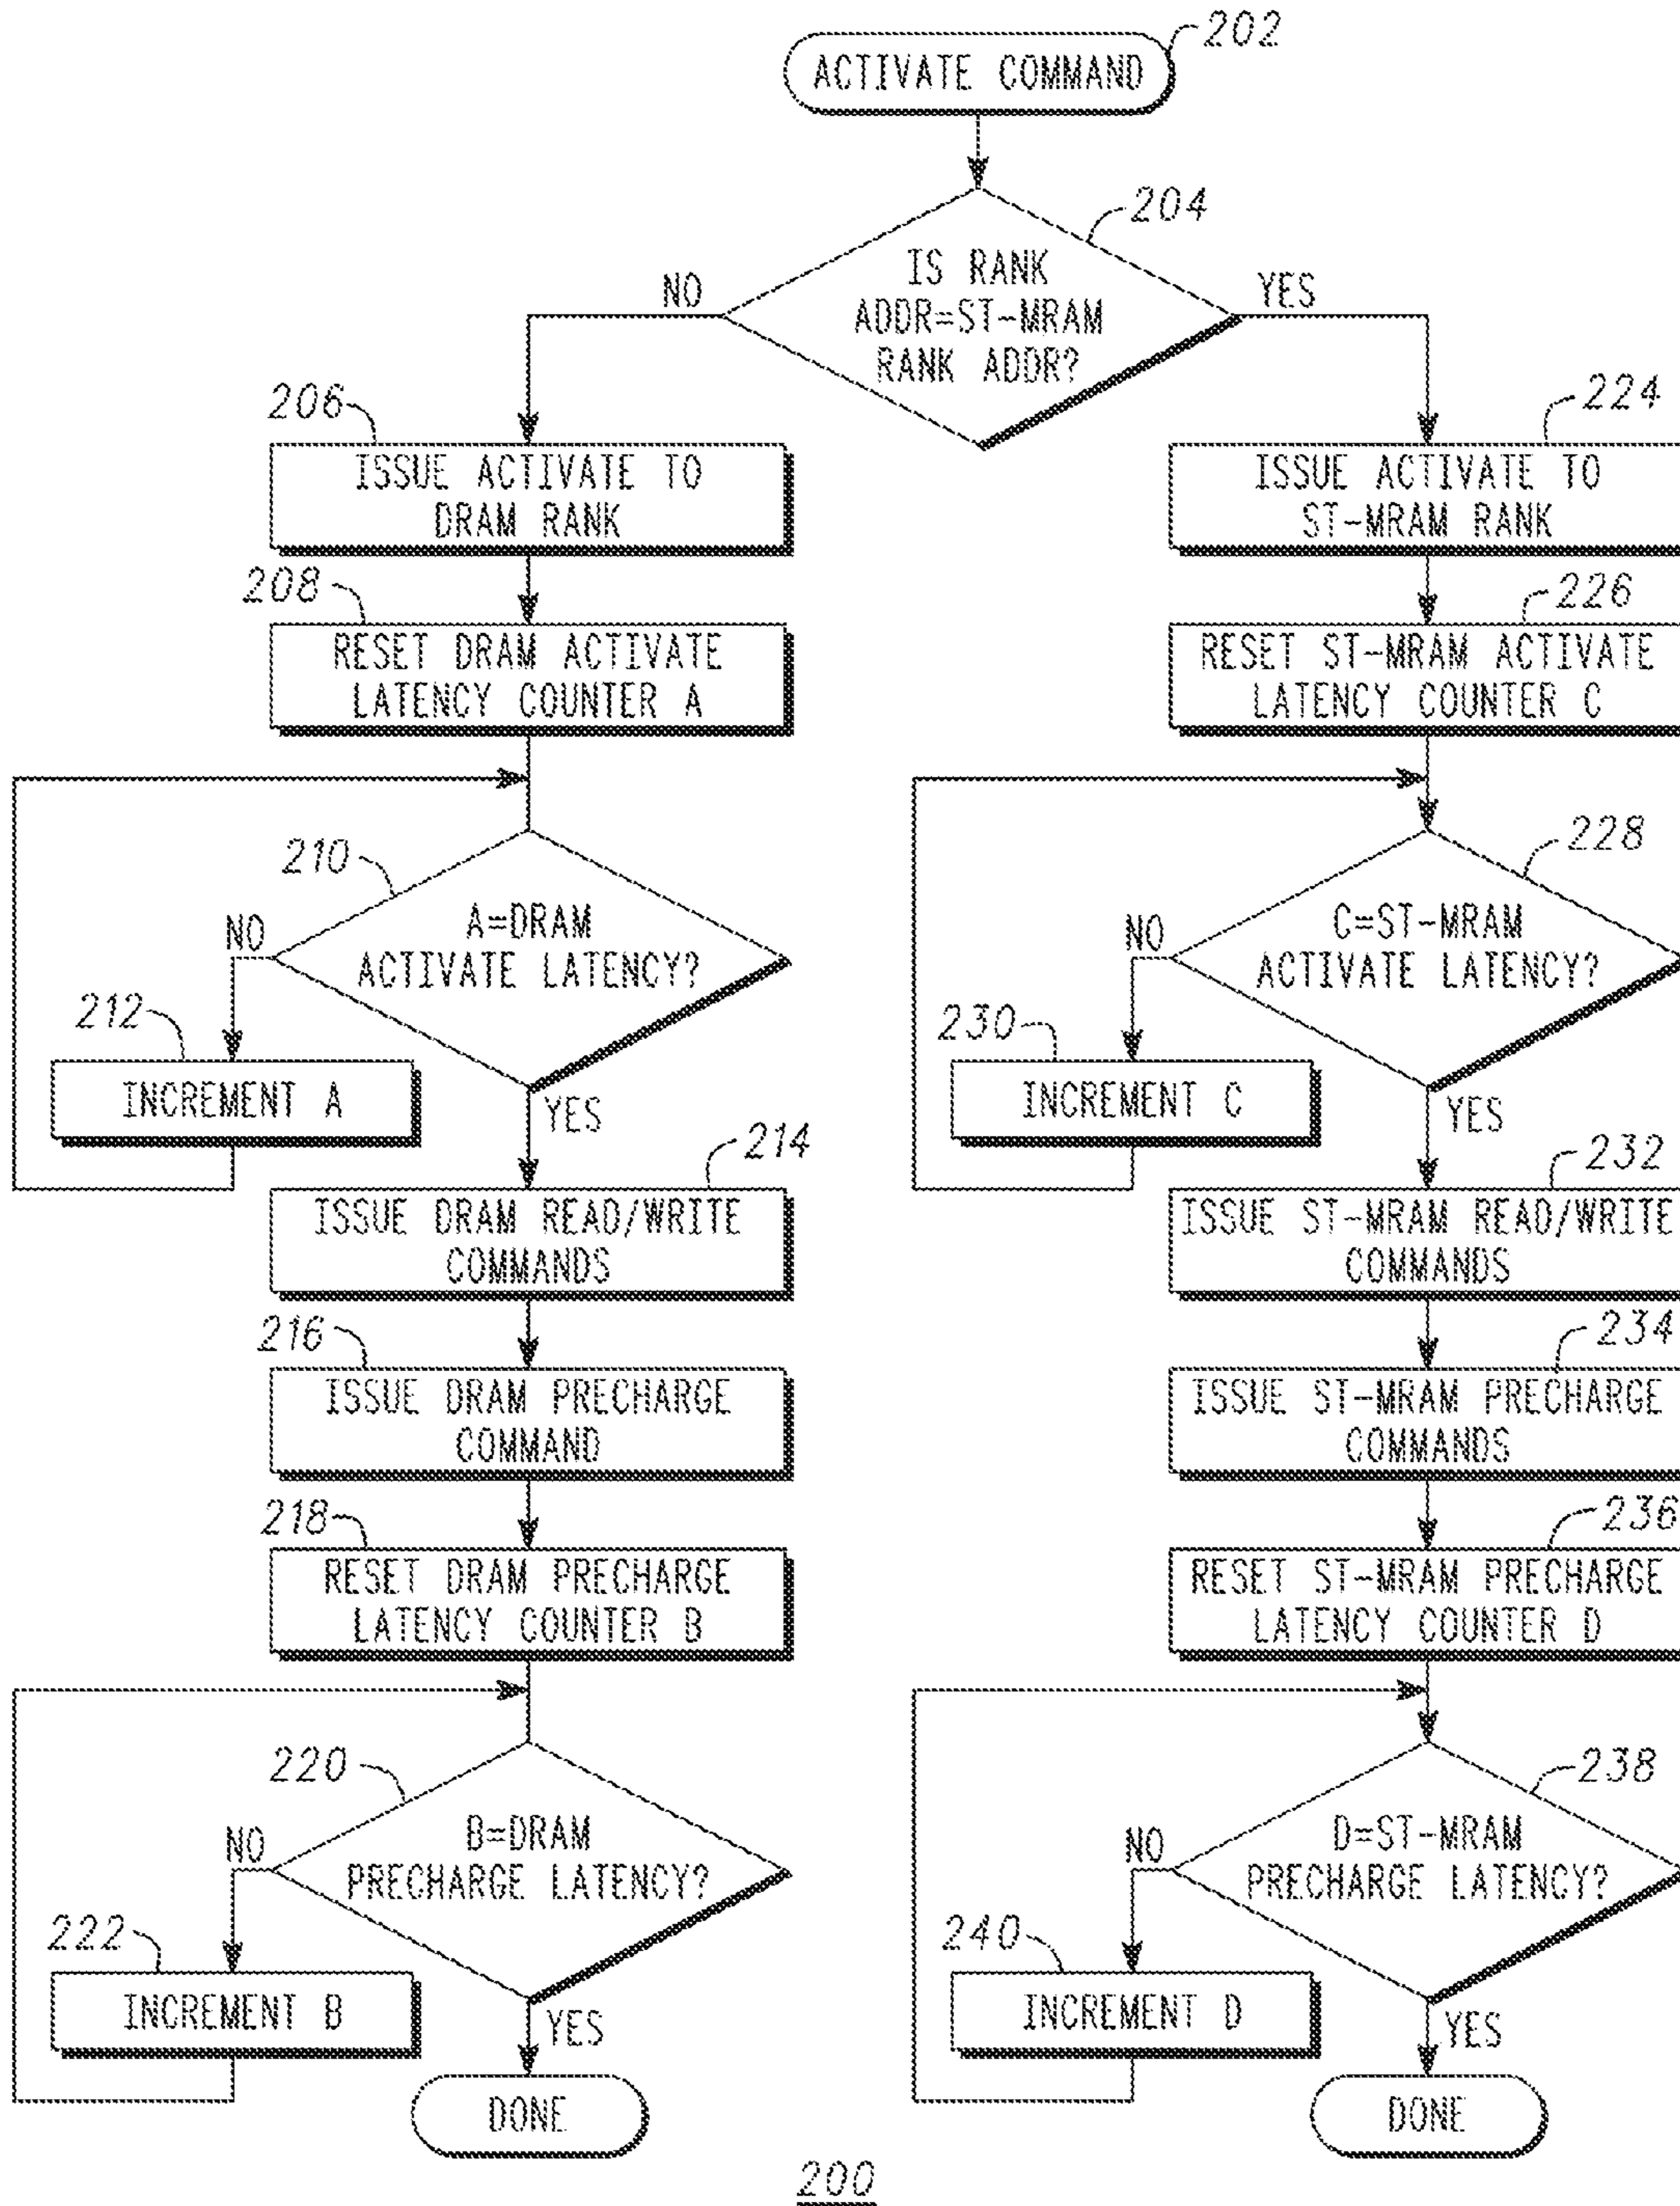 202
ACTIVATE COMMAND
204
IS RANK
ADDR=ST-MRAM
RANK ADDR?
NO
YES
206
ISSUE ACTIVATE TO
DRAM RANK
208
RESET DRAM ACTIVATE
LATENCY COUNTER A
210
A=DRAM
ACTIVATE LATENCY?
NO
212
INCREMENT A
YES
214
ISSUE DRAM READ/WRITE
COMMANDS
216
ISSUE DRAM PRECHARGE
COMMAND
218
RESET DRAM PRECHARGE
LATENCY COUNTER B
220
B=DRAM
PRECHARGE LATENCY?
NO
222
INCREMENT B
YES
DONE
224
ISSUE ACTIVATE TO
ST-MRAM RANK
226
RESET ST-MRAM ACTIVATE
LATENCY COUNTER C
228
C=ST-MRAM
ACTIVATE LATENCY?
NO
230
INCREMENT C
YES
232
ISSUE ST-MRAM READ/WRITE
COMMANDS
234
ISSUE ST-MRAM PRECHARGE
COMMANDS
236
RESET ST-MRAM PRECHARGE
LATENCY COUNTER D
238
D=ST-MRAM
PRECHARGE LATENCY?
NO
240
INCREMENT D
YES
DONE
200